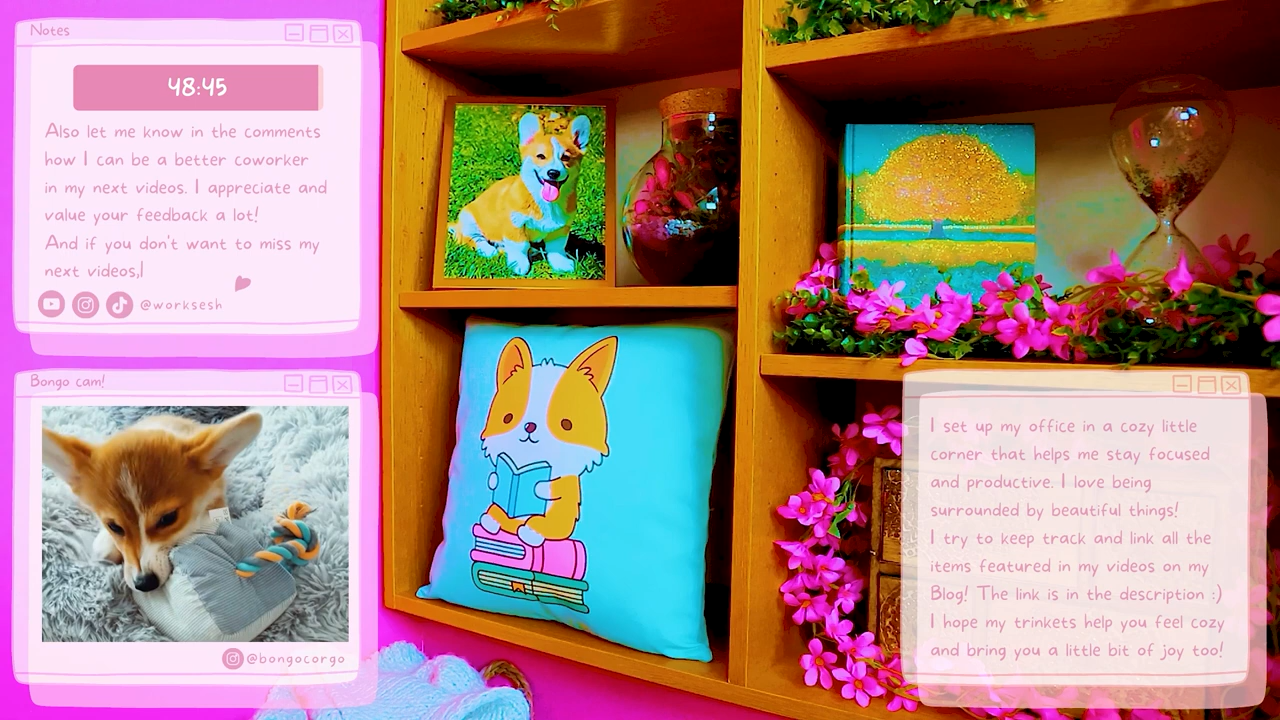 Notes
48:45
Also let me know in the comments
how I can be a better coworker
in my next videos. I appreciate and
value your feedback a lot!
And if you don't want to miss my
next videos,|
@worksesh
Bongo cam!
@bongocorgo
I set up my office in a cozy little
corner that helps me stay focused
and productive. I love being
surrounded by beautiful things!
I try to keep track and link all the
items featured in my videos on my
Blog! The link is in the description :)
I hope my trinkets help you feel cozy
and bring you a little bit of joy too!